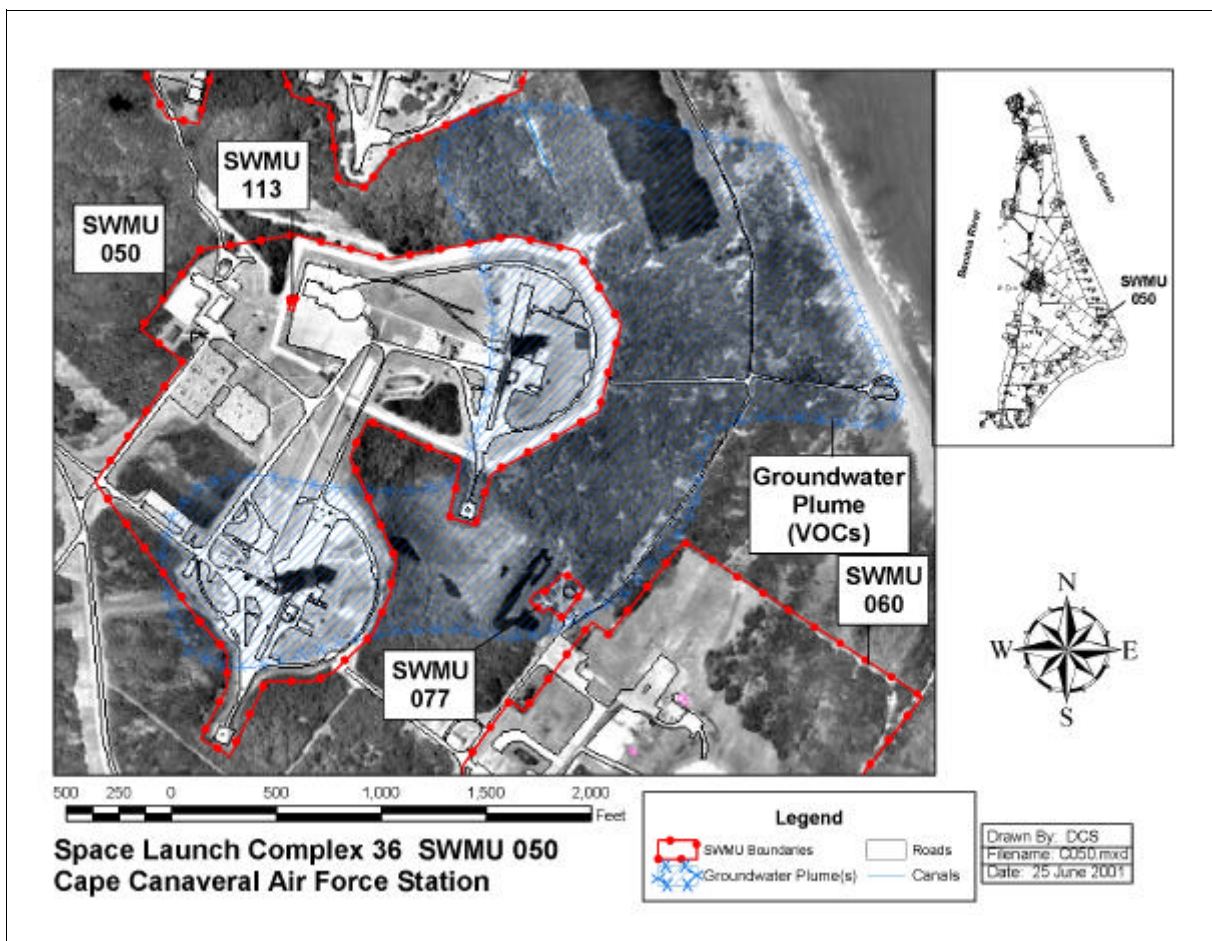 SWMU
113
SWMU
050
Atlantic Ocean
Banana River
SWMU
050
Groundwater
Plume
(VOCs)
SWMU
060
SWMU
077
N
W E
S
500 250 0 500 1,000 1,500 2,000
Feet
Space Launch Complex 36 SWMU 050
Cape Canaveral Air Force Station
Legend
SWMU Boundaries
Roads
Groundwater Plume(s)
Canals
Drawn By: DCS
Filename: C050.mxd
Date: 25 June 2001